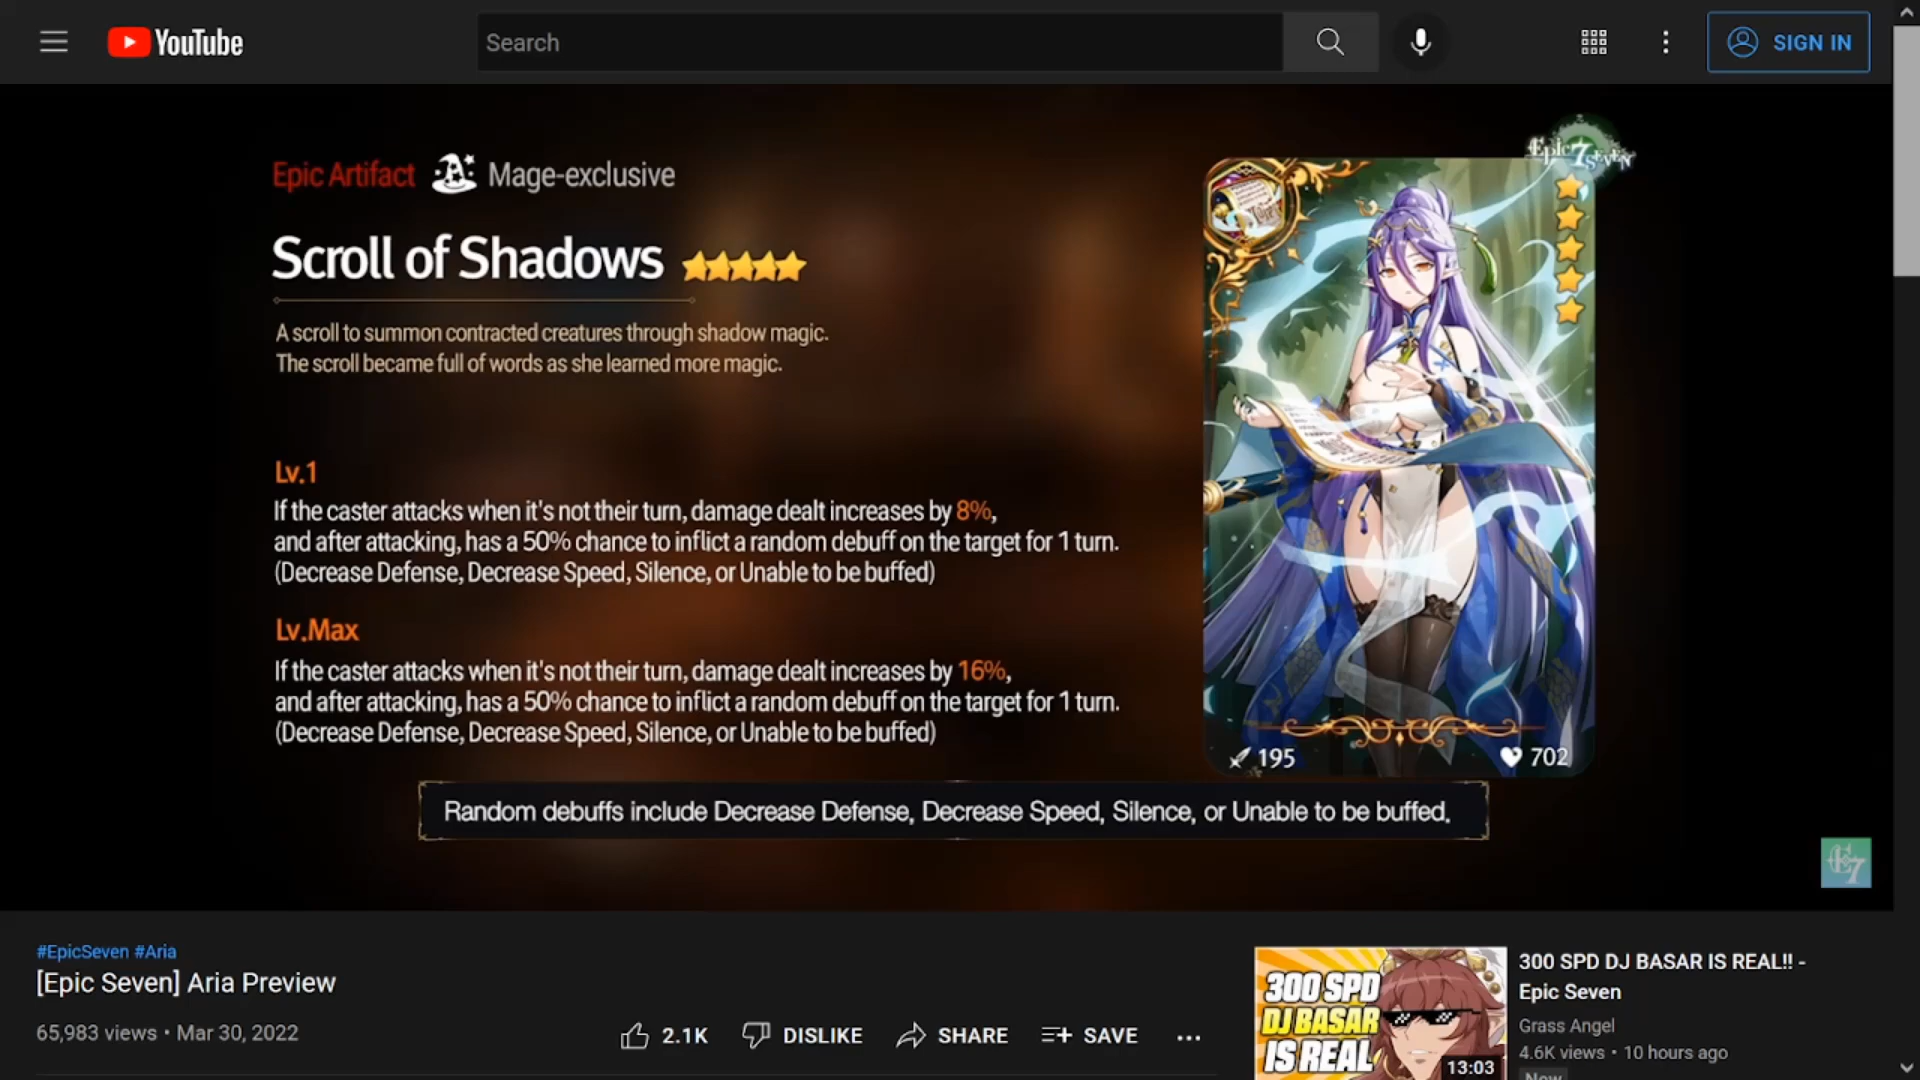 YouTube
Search
SIGN IN
Epic Artifact Mage-exclusive
Epic 7 SEVEN
Scroll of Shadows
A scroll to summon contracted creatures through shadow magic.
The scroll became full of words as she learned more magic.
Lv.1
If the caster attacks when it's not their turn, damage dealt increases by 8%,
and after attacking, has a 50% chance to inflict a random debuff on the target for 1 turn.
(Decrease Defense, Decrease Speed, Silence, or Unable to be buffed)
Lv.Max
If the caster attacks when it's not their turn, damage dealt increases by 16%,
and after attacking, has a 50% chance to inflict a random debuff on the target for 1 turn.
(Decrease Defense, Decrease Speed, Silence, or Unable to be buffed)
195
702
Random debuffs include Decrease Defense, Decrease Speed, Silence, or Unable to be buffed.
E7
#EpicSeven #Aria
[Epic Seven] Aria Preview
65,983 views • Mar 30, 2022
2.1K
DISLIKE
SHARE
SAVE
300 SPD
DJ BASAR
IS REAL
13:03
300 SPD DJ BASAR IS REAL!! -
Epic Seven
Grass Angel
4.6K views • 10 hours ago
New